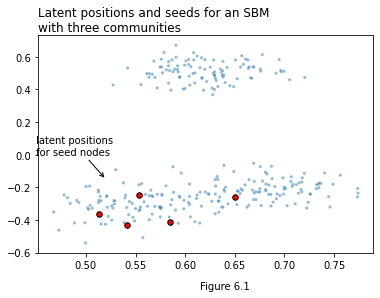 Latent positions and seeds for an SBM
with three communities
0.6
0.4
0.2
0.0
−0.2
−0.4
−0.6
latent positions
for seed nodes
0.50
0.55
0.60
0.65
0.70
0.75
Figure 6.1